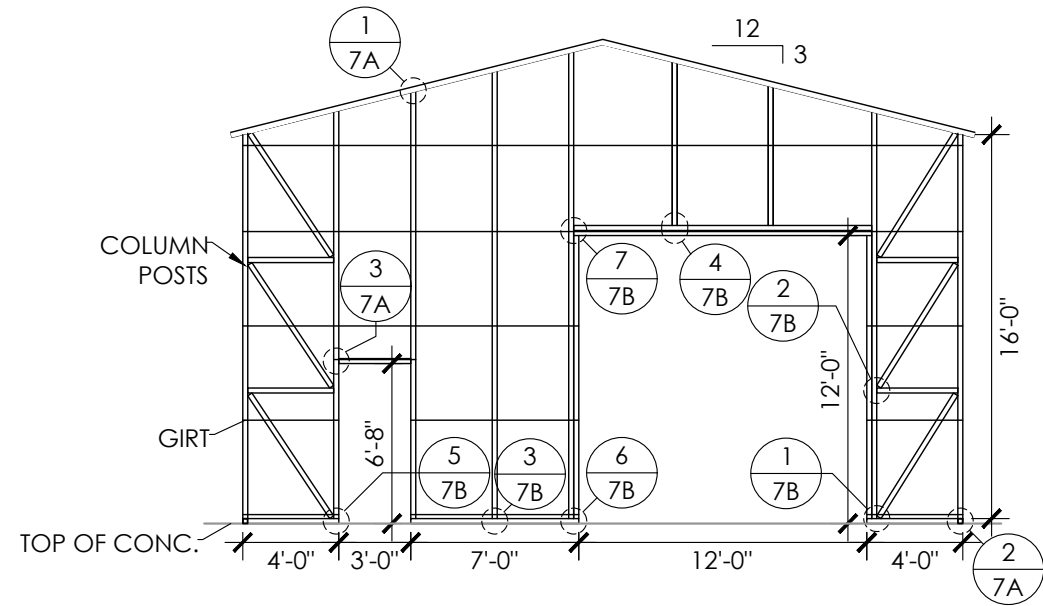 1
7A
12
3
COLUMN
POSTS
3
7A
7
7B
4
7B
2
7B
16'-0"
12'-0"
GIRT
6'-8"
5
7B
3
7B
6
7B
1
7B
TOP OF CONC.
4'-0"
3'-0"
7'-0"
12'-0"
4'-0"
2
7A